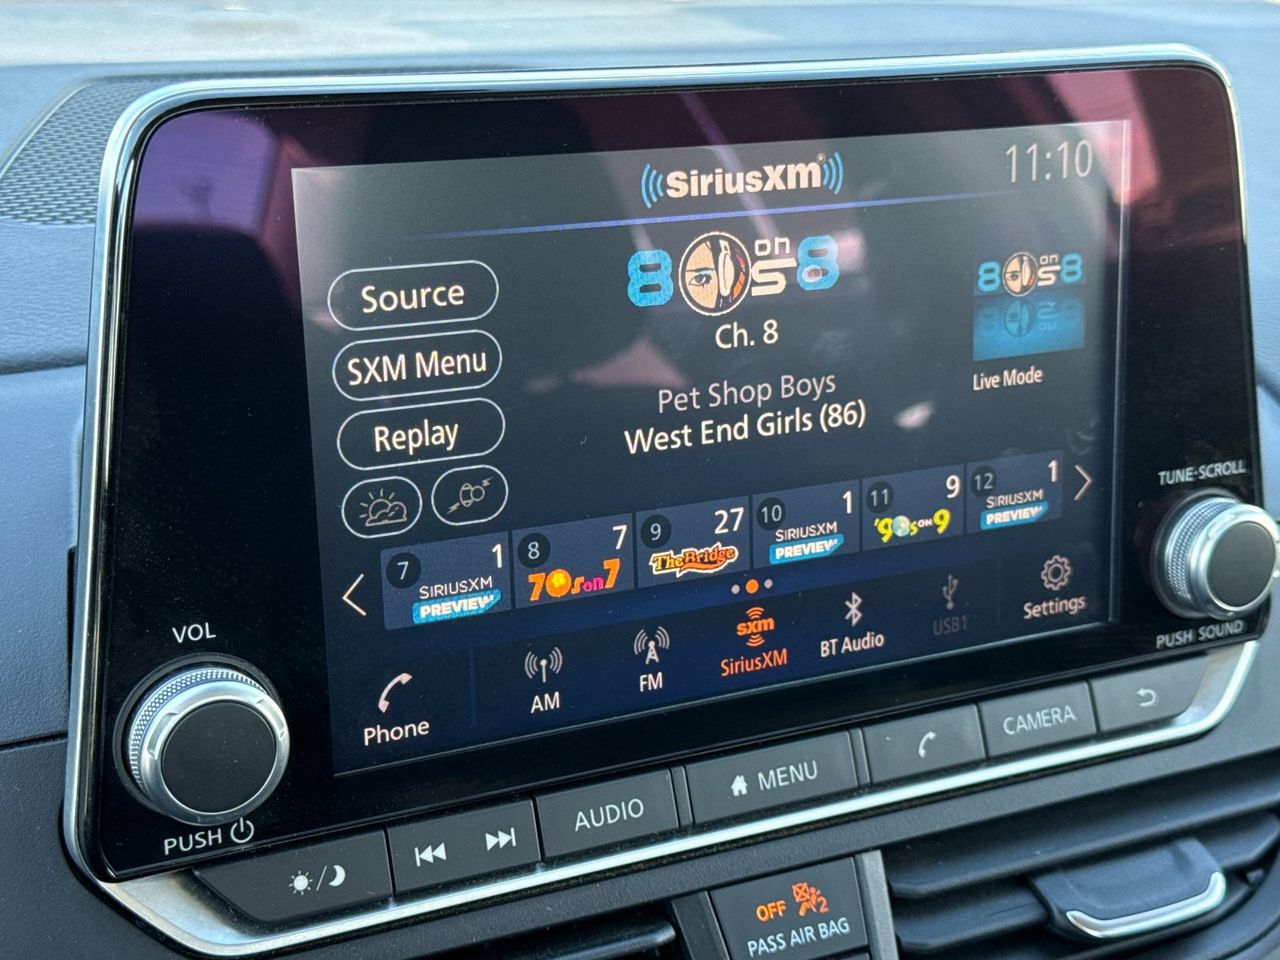 SiriusXM®
11:10
Source
SXM Menu
Replay
80s on 8
Ch. 8
Pet Shop Boys
West End Girls (86)
80s on 8
Live Mode
7 1 SIRIUSXM PREVIEW
8 7 70s on 7
9 27 The Bridge
10 1 SIRIUSXM PREVIEW
11 9 '90s ON 9
12 1 SIRIUSXM PREVIEW
Phone
AM
FM
sxm
SiriusXM
BT Audio
USB1
Settings
VOL
PUSH
TUNE·SCROLL
PUSH SOUND
AUDIO
MENU
CAMERA
OFF 2
PASS AIR BAG